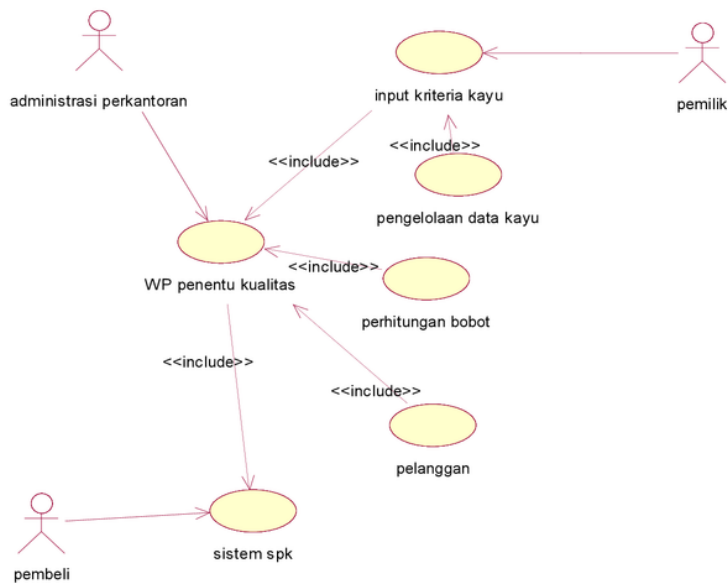 administrasi perkantoran
input kriteria kayu
pemilik
<<include>>
<<include>>
pengelolaan data kayu
WP penentu kualitas
<<include>>
perhitungan bobot
<<include>>
<<include>>
pelanggan
sistem spk
pembeli